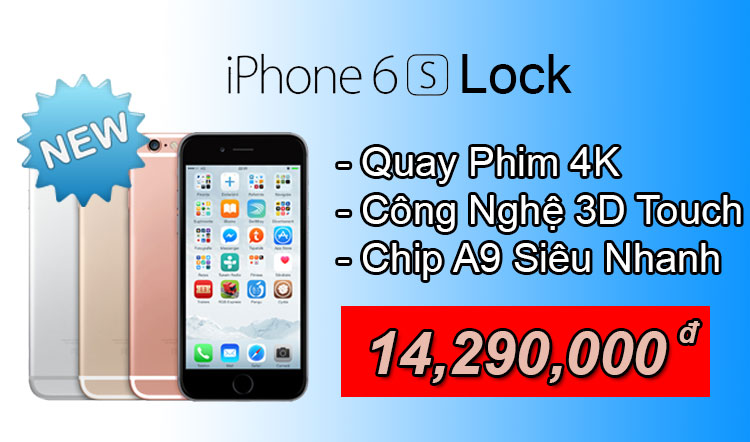 iPhone 6 S Lock
NEW
- Quay Phim 4K
- Công Nghệ 3D Touch
- Chip A9 Siêu Nhanh
14,290,000 đ